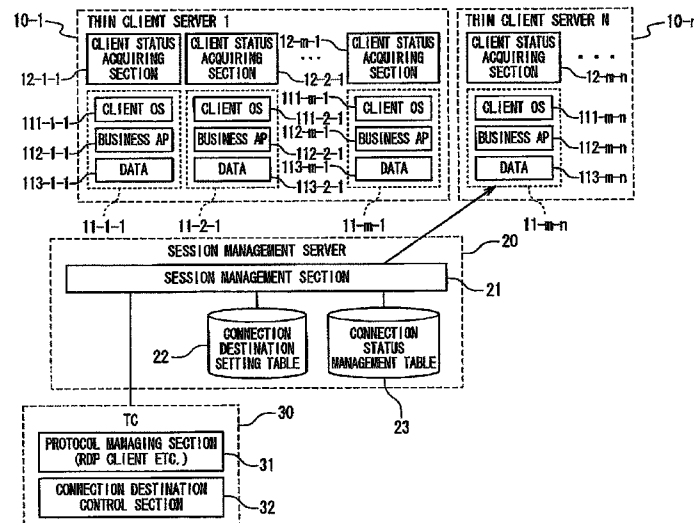 THIN CLIENT SERVER 1
10-1
CLIENT STATUS
ACQUIRING
SECTION
12-1-1
CLIENT STATUS
ACQUIRING
SECTION
12-2-1
12-m-1
...
CLIENT STATUS
ACQUIRING
SECTION
THIN CLIENT SERVER N
10-n
CLIENT STATUS
ACQUIRING
SECTION
12-m-n
...
111-1-1
CLIENT OS
112-1-1
BUSINESS AP
113-1-1
DATA
11-1-1
CLIENT OS
111-2-1
BUSINESS AP
112-2-1
DATA
113-2-1
11-2-1
111-m-1
CLIENT OS
112-m-1
BUSINESS AP
113-m-1
DATA
11-m-1
CLIENT OS
111-m-n
BUSINESS AP
112-m-n
DATA
113-m-n
11-m-n
SESSION MANAGEMENT SERVER
20
SESSION MANAGEMENT SECTION
21
22
CONNECTION
DESTINATION
SETTING TABLE
CONNECTION
STATUS
MANAGEMENT TABLE
23
TC
30
PROTOCOL MANAGING SECTION
(RDP CLIENT ETC.)
31
CONNECTION DESTINATION
CONTROL SECTION
32